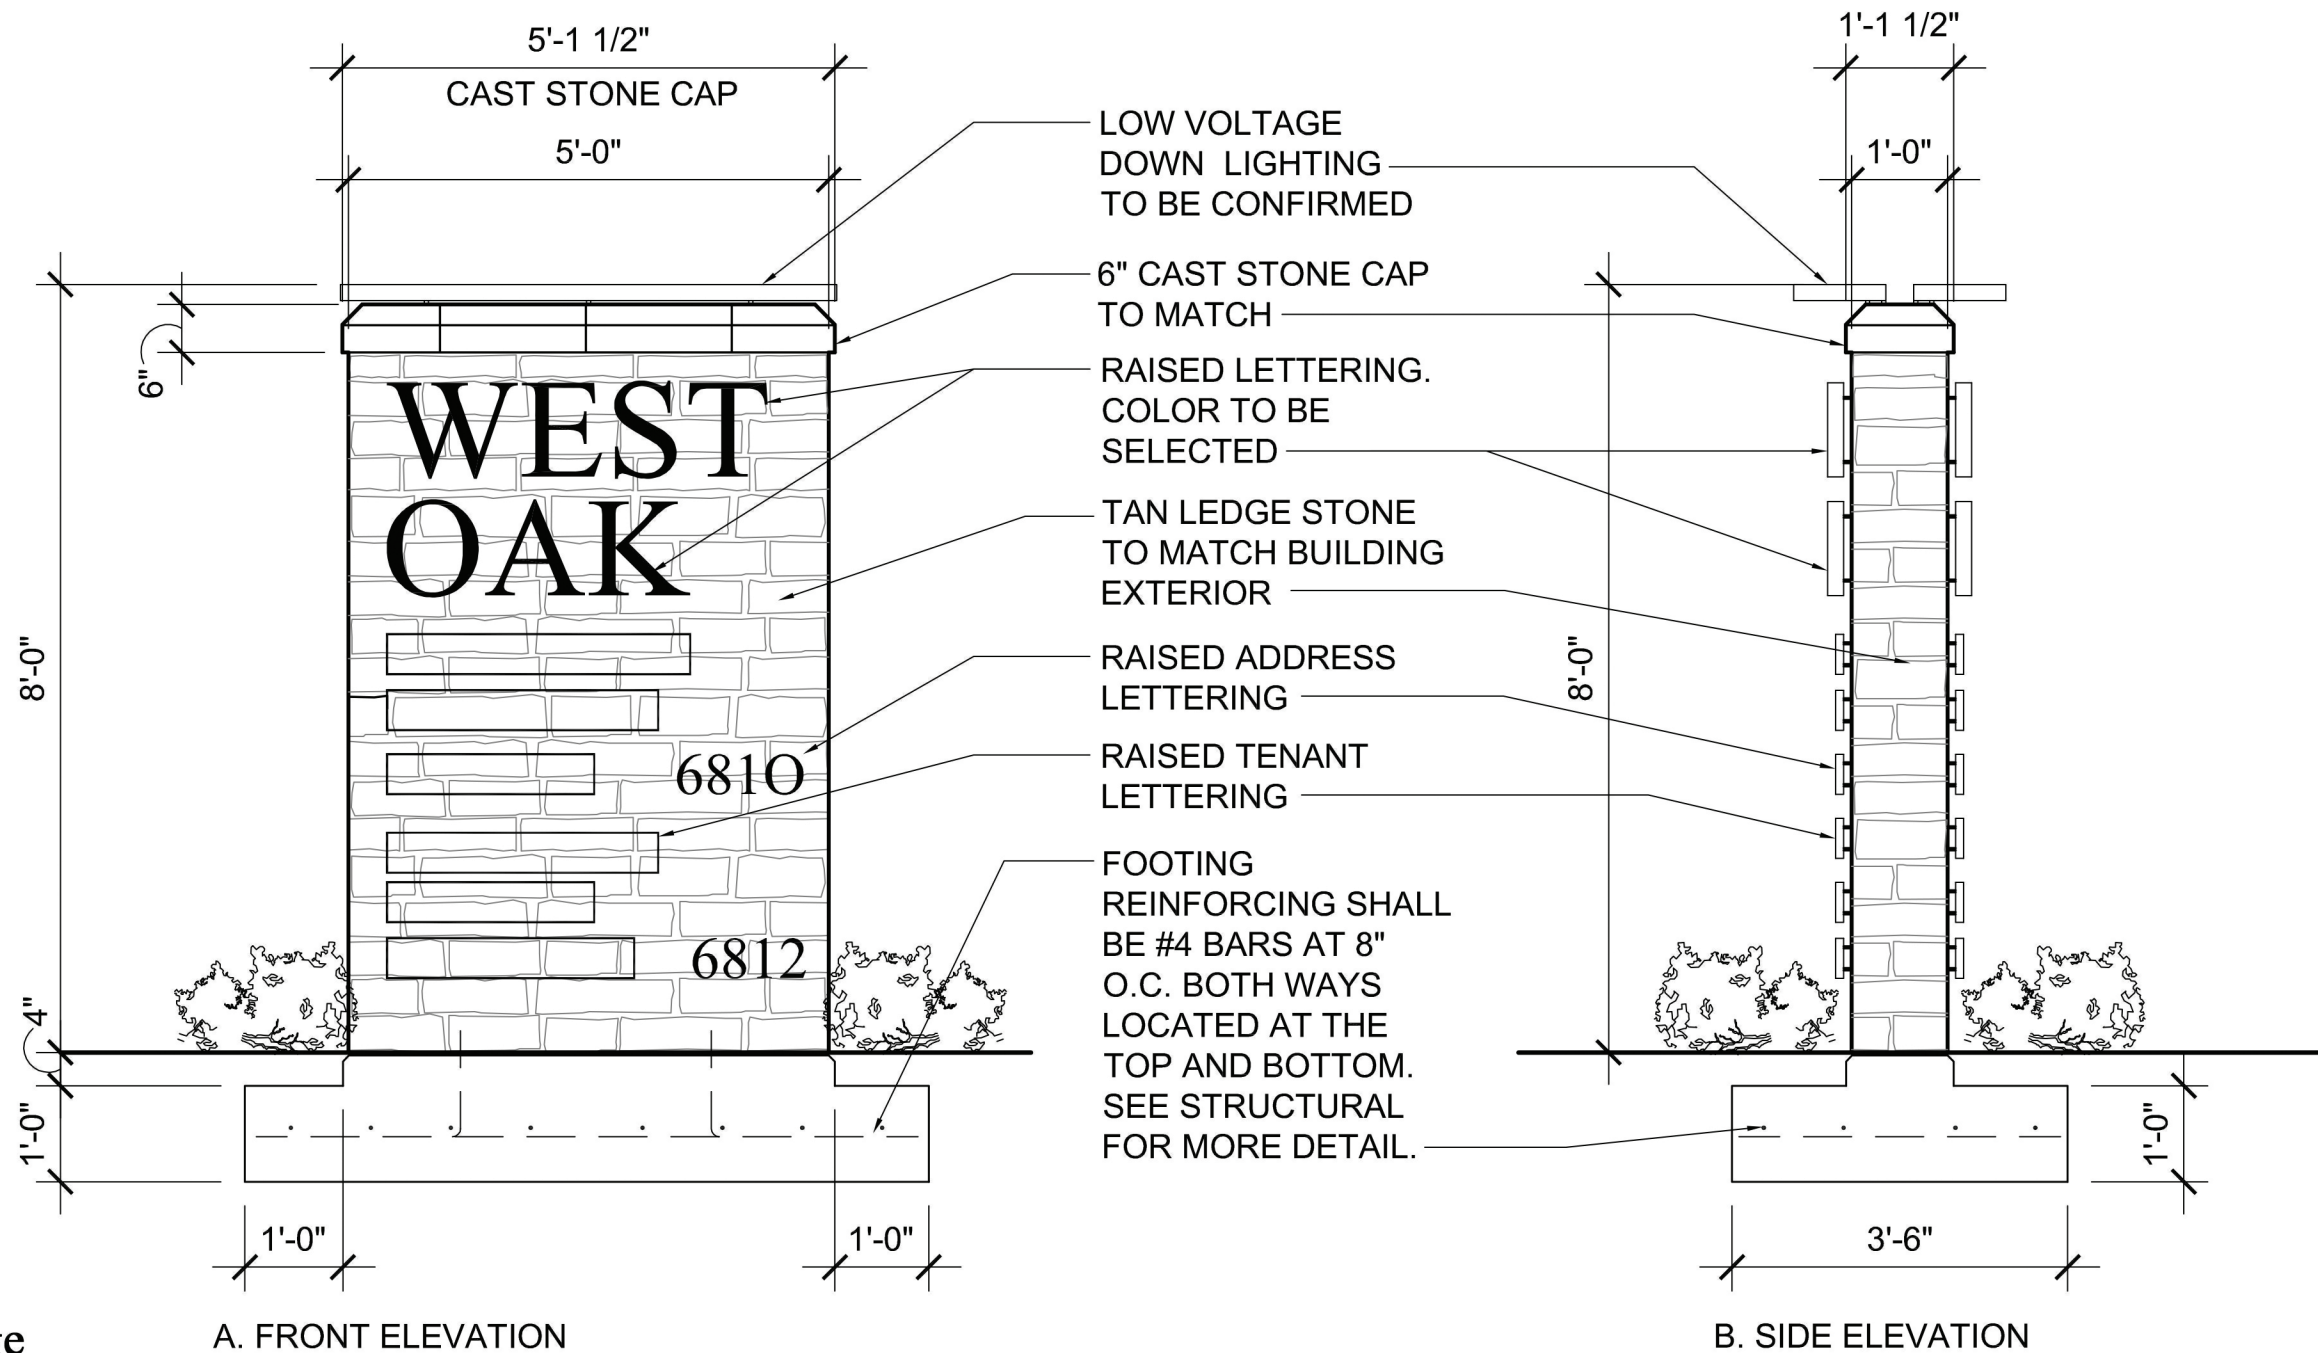 5'-1 1/2"
CAST STONE CAP
5'-0"
1'-1 1/2"
1'-0"
LOW VOLTAGE
DOWN LIGHTING
TO BE CONFIRMED
6" CAST STONE CAP
TO MATCH
RAISED LETTERING.
COLOR TO BE
SELECTED
TAN LEDGE STONE
TO MATCH BUILDING
EXTERIOR
RAISED ADDRESS
LETTERING
RAISED TENANT
LETTERING
FOOTING
REINFORCING SHALL
BE #4 BARS AT 8"
O.C. BOTH WAYS
LOCATED AT THE
TOP AND BOTTOM.
SEE STRUCTURAL
FOR MORE DETAIL.
6"
WEST
OAK
681O
6812
8'-0"
4"
1'-0"
1'-0"
1'-0"
8'-0"
1'-0"
3'-6"
A. FRONT ELEVATION
B. SIDE ELEVATION